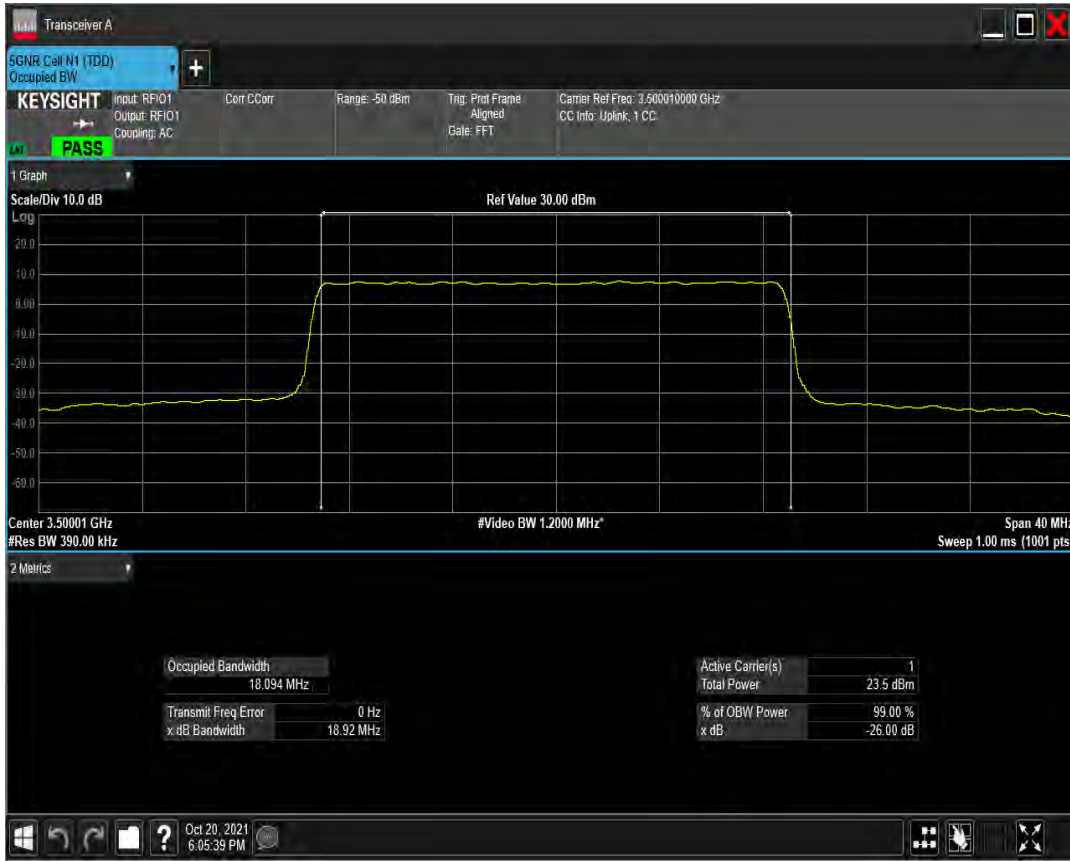 Transceiver A
5GNR Cell N1 (TDD)
Occupied BW
+
KEYSIGHT
Input: RFIO1
Output: RFIO1
Coupling: AC
Corr CCorr
Range: -50 dBm
Trig: Prot Frame
Aligned
Gate: FFT
Carrier Ref Freq: 3.500010000 GHz
CC Info: Uplink, 1 CC
PASS
1 Graph
Scale/Div 10.0 dB
Ref Value 30.00 dBm
Log
20.0
10.0
0.00
-10.0
-20.0
-30.0
-40.0
-50.0
-60.0
Center 3.50001 GHz
#Video BW 1.2000 MHz*
Span 40 MHz
#Res BW 390.00 kHz
Sweep 1.00 ms (1001 pts
2 Metrics
Occupied Bandwidth
18.094 MHz
Transmit Freq Error 0 Hz
x dB Bandwidth 18.92 MHz
Active Carrier(s) 1
Total Power 23.5 dBm
% of OBW Power 99.00 %
x dB -26.00 dB
?
Oct 20, 2021
6:05:39 PM